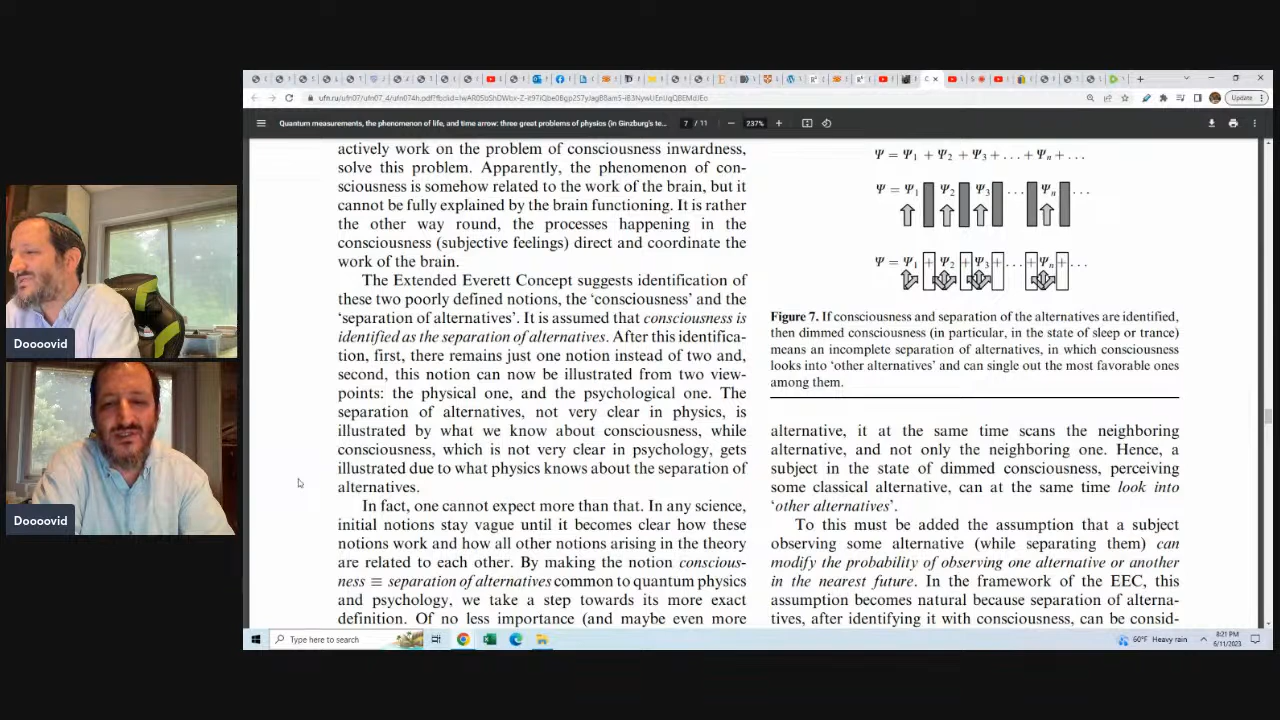 Update
Quantum measurements, the phenomenon of life, and time arrow: three great problems of physics (in Ginzburg's te...
7 / 11
237%
actively work on the problem of consciousness inwardness,
solve this problem. Apparently, the phenomenon of con-
sciousness is somehow related to the work of the brain, but it
cannot be fully explained by the brain functioning. It is rather
the other way round, the processes happening in the
consciousness (subjective feelings) direct and coordinate the
work of the brain.
The Extended Everett Concept suggests identification of
these two poorly defined notions, the ‘consciousness’ and the
‘separation of alternatives’. It is assumed that consciousness is
identified as the separation of alternatives. After this identifica-
tion, first, there remains just one notion instead of two and,
second, this notion can now be illustrated from two view-
points: the physical one, and the psychological one. The
separation of alternatives, not very clear in physics, is
illustrated by what we know about consciousness, while
consciousness, which is not very clear in psychology, gets
illustrated due to what physics knows about the separation of
alternatives.
In fact, one cannot expect more than that. In any science,
initial notions stay vague until it becomes clear how these
notions work and how all other notions arising in the theory
are related to each other. By making the notion conscious-
ness ≡ separation of alternatives common to quantum physics
and psychology, we take a step towards its more exact
definition. Of no less importance (and maybe even more
Ψ = Ψ1 + Ψ2 + Ψ3 + . . . + Ψn + . . .
Ψ = Ψ1 Ψ2 Ψ3 . . . Ψn . . .
Ψ = Ψ1 + Ψ2 + Ψ3 + . . . + Ψn + . . .
Figure 7. If consciousness and separation of the alternatives are identified,
then dimmed consciousness (in particular, in the state of sleep or trance)
means an incomplete separation of alternatives, in which consciousness
looks into ‘other alternatives’ and can single out the most favorable ones
among them.
alternative, it at the same time scans the neighboring
alternative, and not only the neighboring one. Hence, a
subject in the state of dimmed consciousness, perceiving
some classical alternative, can at the same time look into
‘other alternatives’.
To this must be added the assumption that a subject
observing some alternative (while separating them) can
modify the probability of observing one alternative or another
in the nearest future. In the framework of the EEC, this
assumption becomes natural because separation of alterna-
tives, after identifying it with consciousness, can be consid-
Doooovid
Doooovid
Type here to search
60°F Heavy rain
8:21 PM
6/11/2023